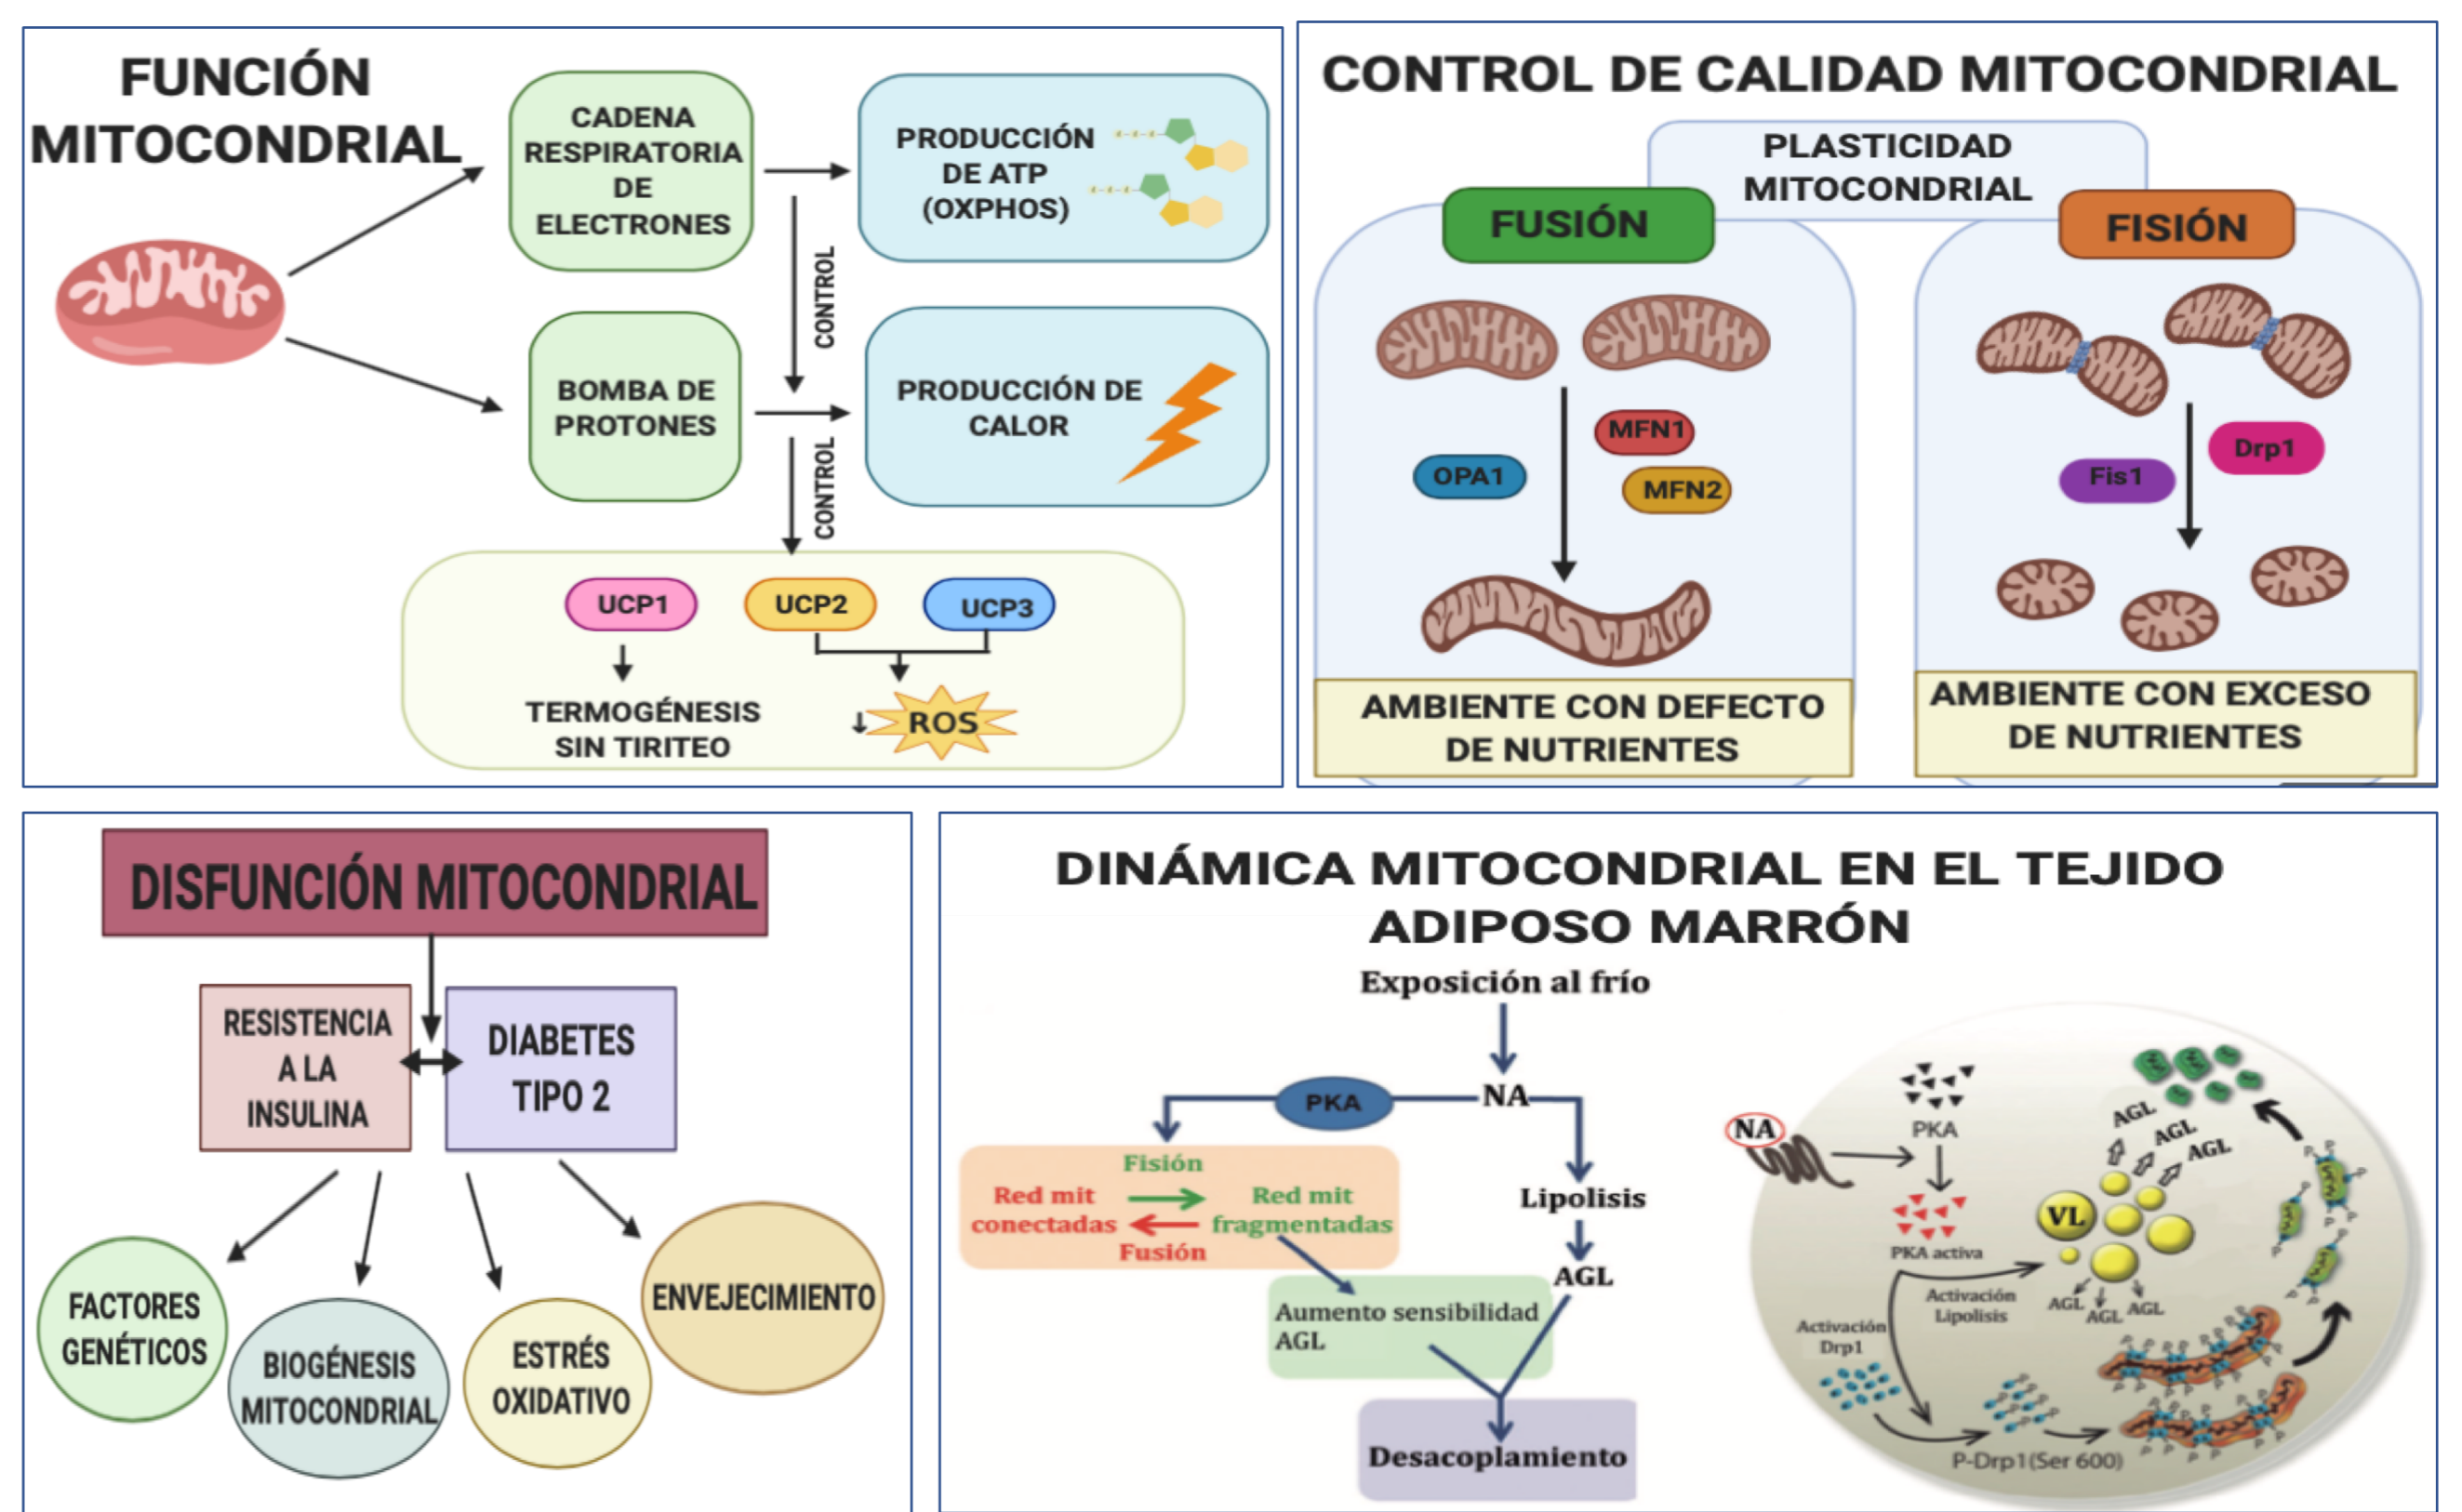 FUNCIÓN
MITOCONDRIAL
CADENA
RESPIRATORIA
DE
ELECTRONES
PRODUCCIÓN
DE ATP
(OXPHOS)
CONTROL
BOMBA DE
PROTONES
PRODUCCIÓN DE
CALOR
CONTROL
UCP1
UCP2
UCP3
TERMOGÉNESIS
SIN TIRITEO
↓ ROS
CONTROL DE CALIDAD MITOCONDRIAL
PLASTICIDAD
MITOCONDRIAL
FUSIÓN
MFN1
OPA1
MFN2
AMBIENTE CON DEFECTO
DE NUTRIENTES
FISIÓN
Drp1
Fis1
AMBIENTE CON EXCESO
DE NUTRIENTES
DISFUNCIÓN MITOCONDRIAL
RESISTENCIA
A LA
INSULINA
DIABETES
TIPO 2
FACTORES
GENÉTICOS
BIOGÉNESIS
MITOCONDRIAL
ESTRÉS
OXIDATIVO
ENVEJECIMIENTO
DINÁMICA MITOCONDRIAL EN EL TEJIDO
ADIPOSO MARRÓN
Exposición al frío
PKA
NA
Fisión
Red mit
conectadas
Red mit
fragmentadas
Fusión
Lipolisis
AGL
Aumento sensibilidad
AGL
Desacoplamiento
NA
PKA
PKA activa
AGL
AGL
AGL
VL
Activación
Lipolisis
AGL
AGL
AGL
Activación
Drp1
P-Drp1(Ser 600)